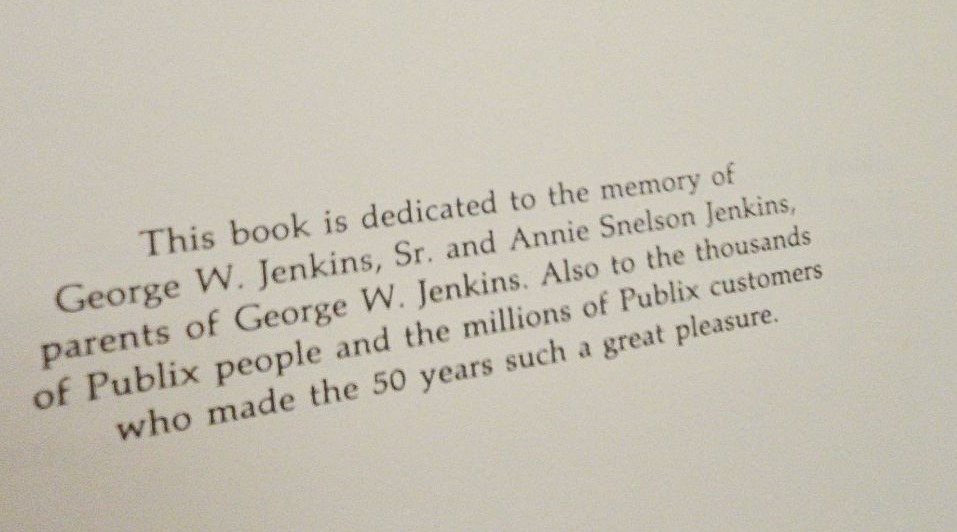 This book is dedicated to the memory of
George W. Jenkins, Sr. and Annie Snelson Jenkins,
parents of George W. Jenkins. Also to the thousands
of Publix people and the millions of Publix customers
who made the 50 years such a great pleasure.